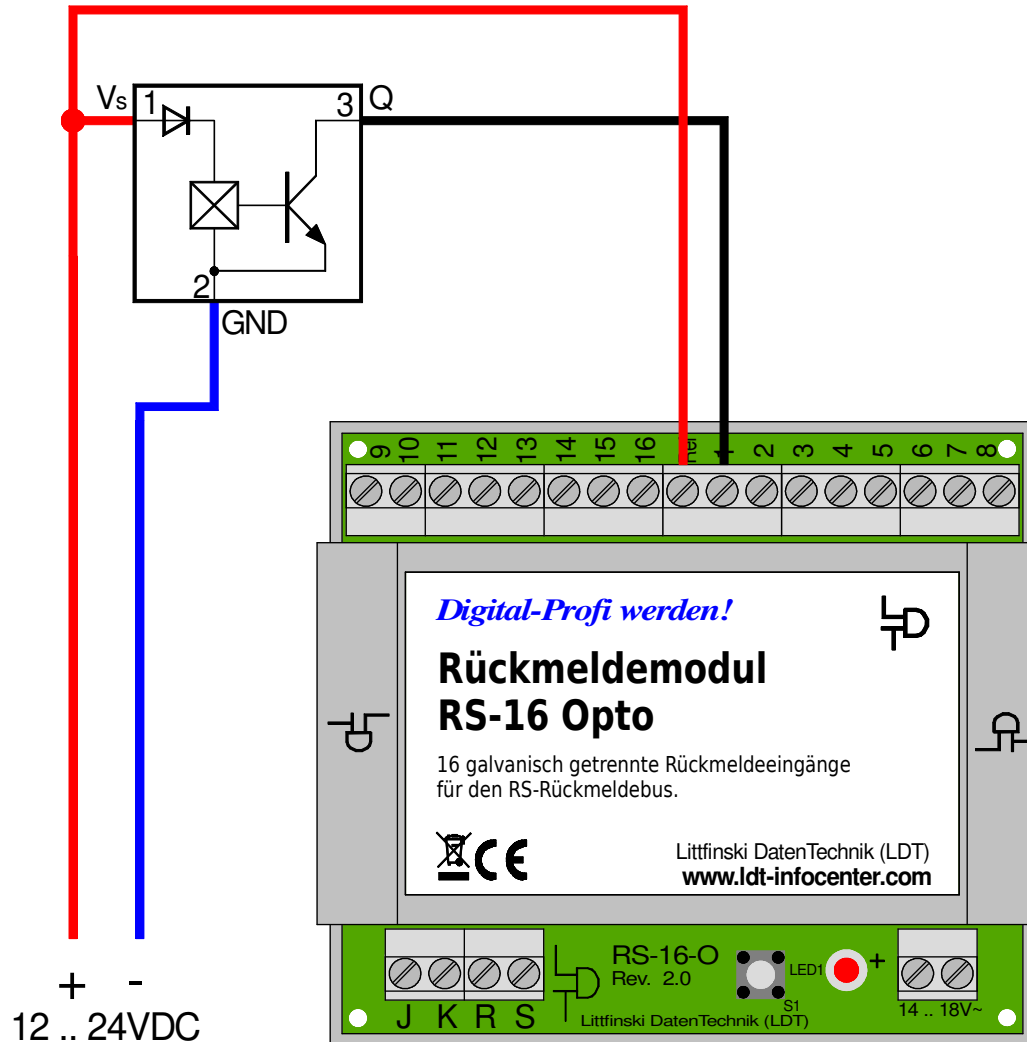 Vs 1 3 Q
2
GND
9 10 11 12 13 14 15 16 1 2 3 4 5 6 7 8
Digital-Profi werden!
Rückmeldemodul
RS-16 Opto
16 galvanisch getrennte Rückmeldeeingänge
für den RS-Rückmeldebus.
CE
Littfinski DatenTechnik (LDT)
www.ldt-infocenter.com
RS-16-O
Rev. 2.0
LED1
+
S1
14 .. 18V~
J K R S
Littfinski DatenTechnik (LDT)
+ -
12 .. 24VDC